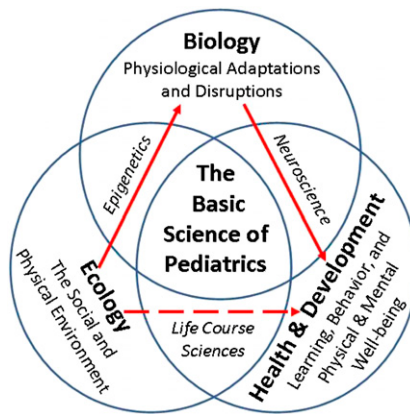 Biology
Physiological Adaptations
and Disruptions
Epigenetics
Neuroscience
The
Basic
Science of
Pediatrics
Ecology
The Social and
Physical Environment
Life Course
Sciences
Health & Development
Learning, Behavior, and
Physical & Mental
Well-being